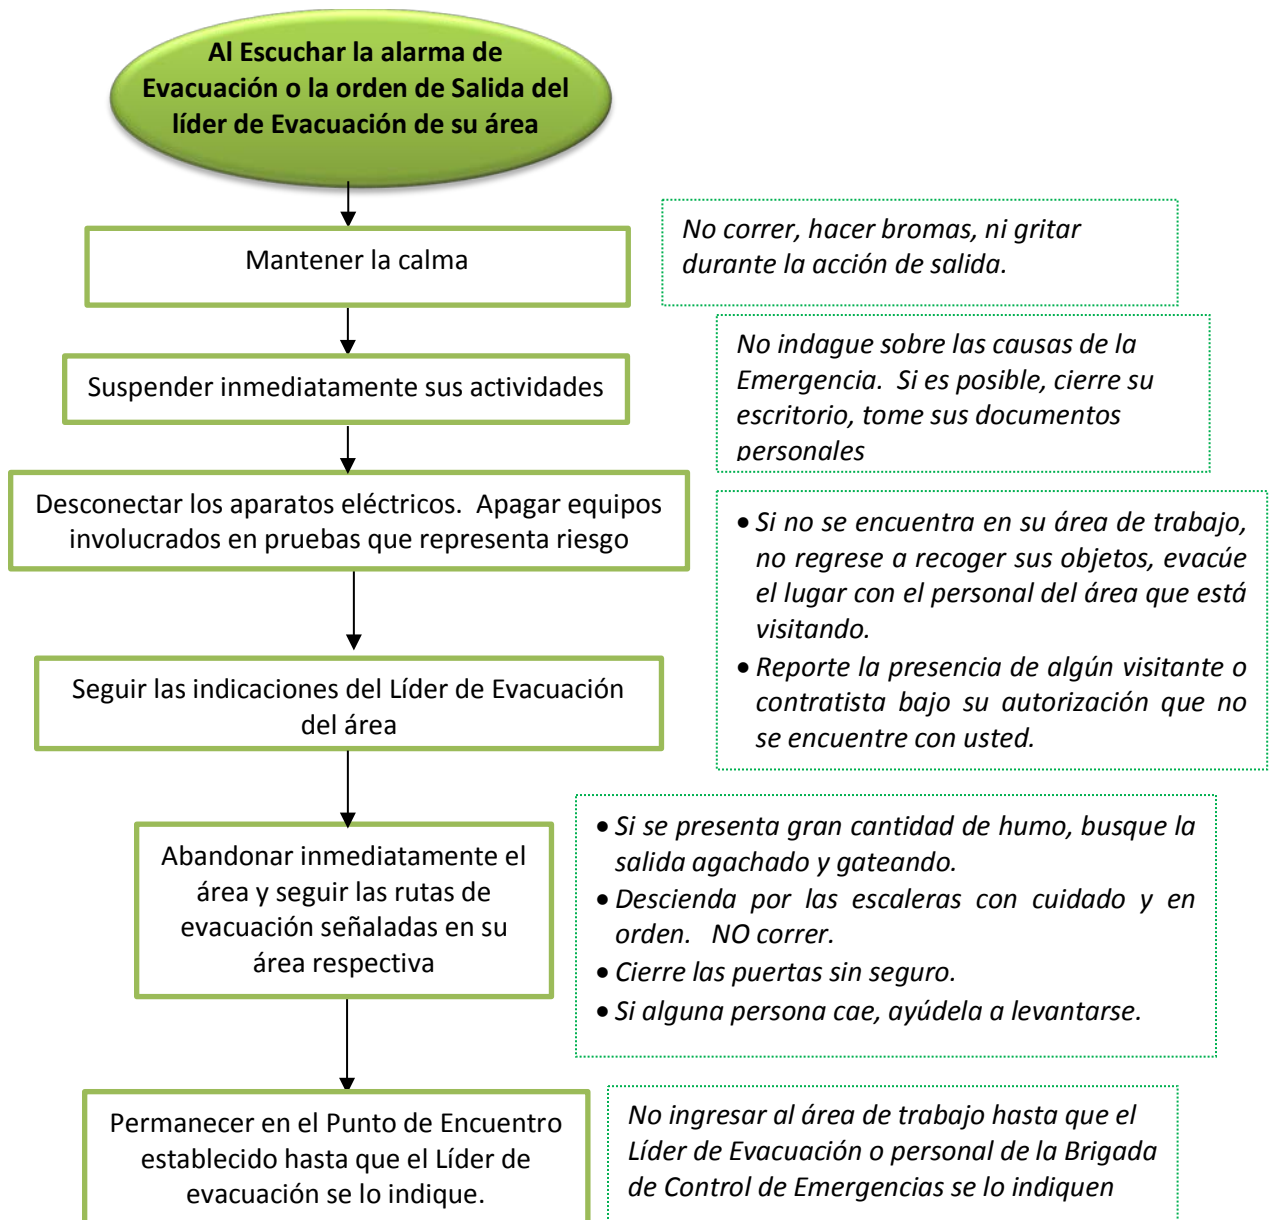 Al Escuchar la alarma de
Evacuación o la orden de Salida del
líder de Evacuación de su área
Mantener la calma
No correr, hacer bromas, ni gritar
durante la acción de salida.
Suspender inmediatamente sus actividades
No indague sobre las causas de la
Emergencia. Si es posible, cierre su
escritorio, tome sus documentos
personales
Desconectar los aparatos eléctricos. Apagar equipos
involucrados en pruebas que representa riesgo
• Si no se encuentra en su área de trabajo,
no regrese a recoger sus objetos, evacúe
el lugar con el personal del área que está
visitando.
• Reporte la presencia de algún visitante o
contratista bajo su autorización que no
se encuentre con usted.
Seguir las indicaciones del Líder de Evacuación
del área
Abandonar inmediatamente el
área y seguir las rutas de
evacuación señaladas en su
área respectiva
• Si se presenta gran cantidad de humo, busque la
salida agachado y gateando.
• Descienda por las escaleras con cuidado y en
orden. NO correr.
• Cierre las puertas sin seguro.
• Si alguna persona cae, ayúdela a levantarse.
Permanecer en el Punto de Encuentro
establecido hasta que el Líder de
evacuación se lo indique.
No ingresar al área de trabajo hasta que el
Líder de Evacuación o personal de la Brigada
de Control de Emergencias se lo indiquen